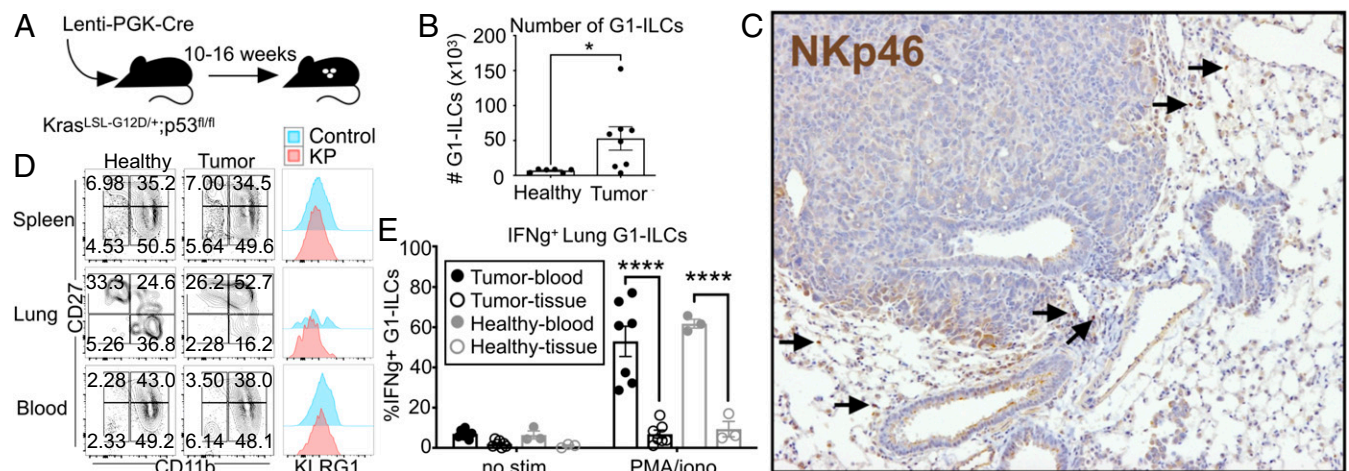 A
Lenti-PGK-Cre
10-16 weeks
KrasLSL-G12D/+;p53fl/fl
B
Number of G1-ILCs
# G1-ILCs (x10³)
200
150
100
50
0
*
Healthy Tumor
C
NKp46
D
Healthy Tumor
Control
KP
Spleen
6.98 35.2
4.53 50.5
7.00 34.5
5.64 49.6
Lung
33.3 24.6
5.26 36.8
26.2 52.7
2.28 16.2
Blood
2.28 43.0
2.33 49.2
3.50 38.0
6.14 48.1
CD27
CD11b
KLRG1
E
IFNg⁺ Lung G1-ILCs
%IFNg+ G1-ILCs
100
80
60
40
20
0
Tumor-blood
Tumor-tissue
Healthy-blood
Healthy-tissue
**** ****
no stim PMA/iono